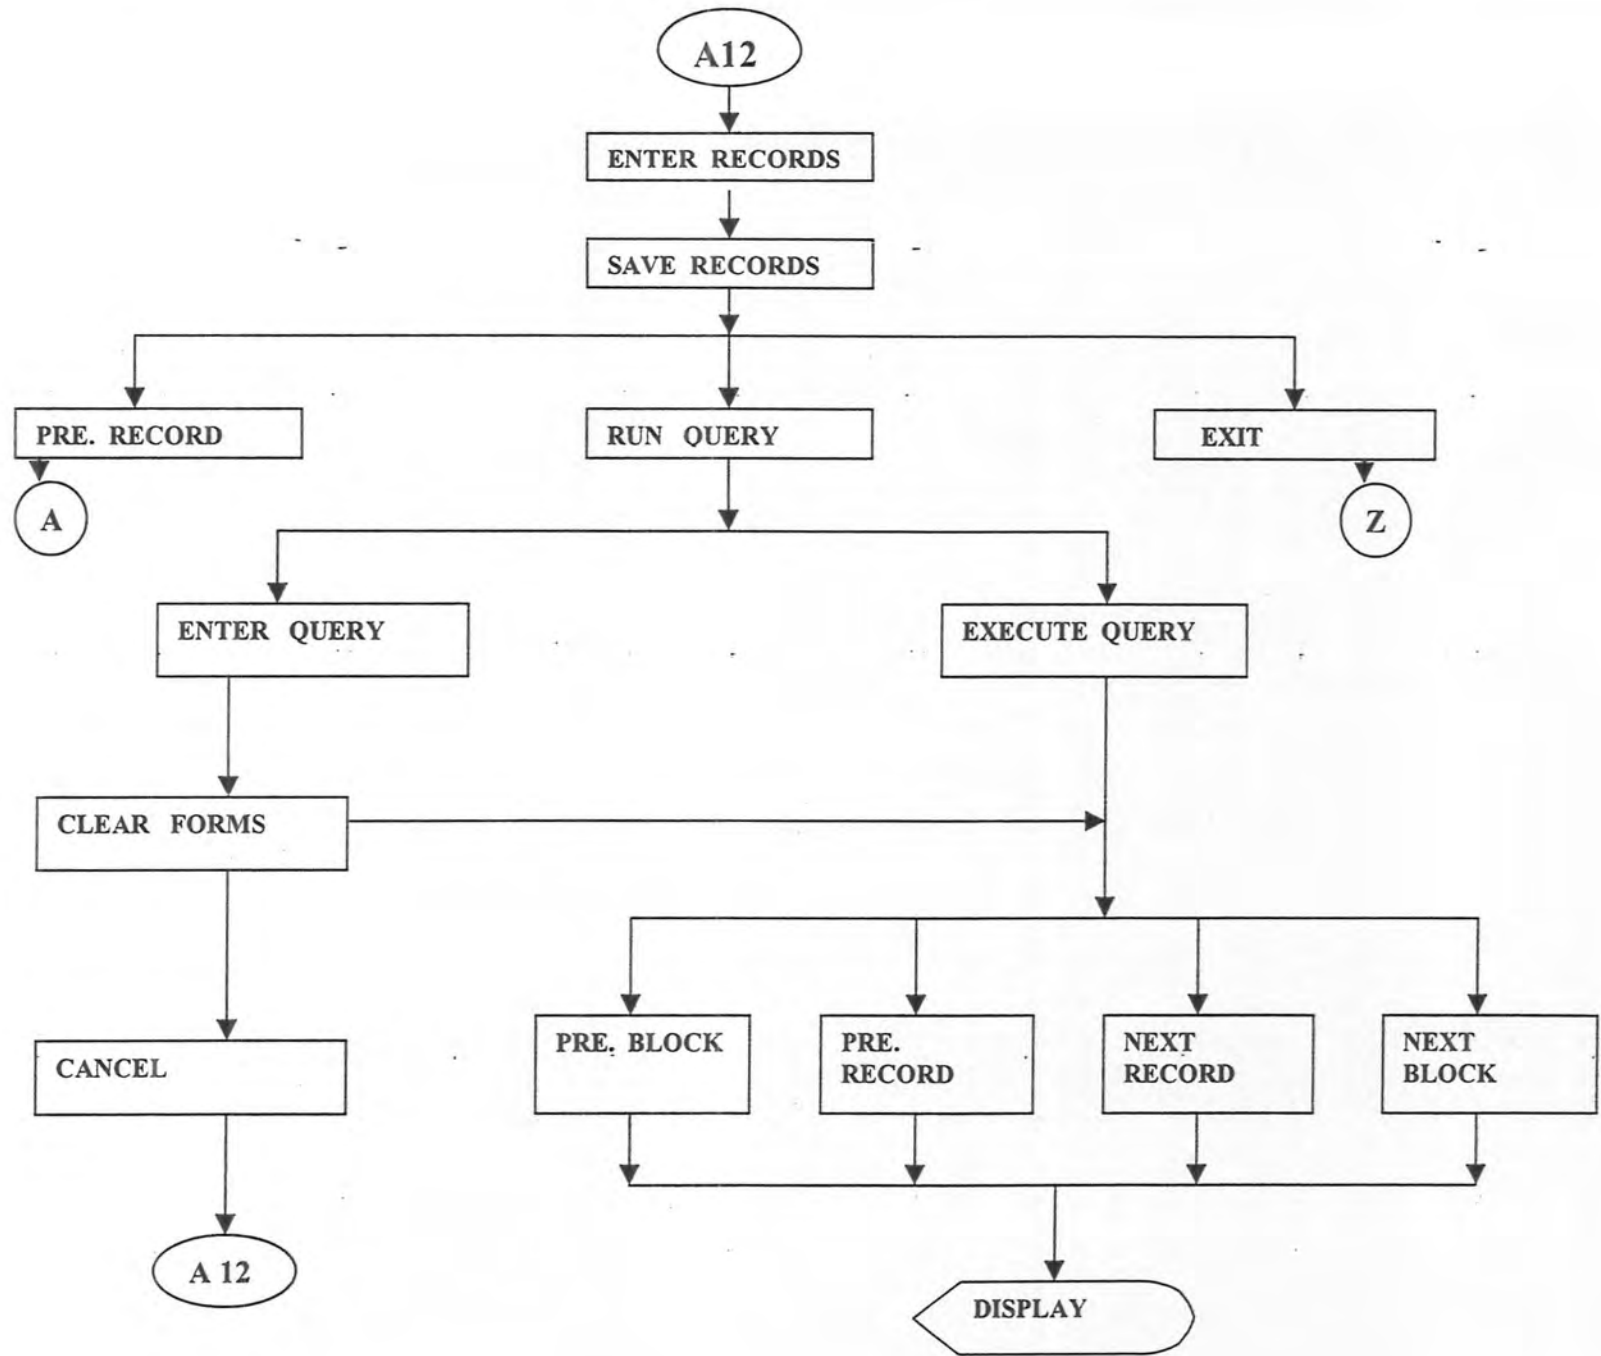 A12
ENTER RECORDS
SAVE RECORDS
PRE. RECORD
RUN QUERY
EXIT
A
Z
ENTER QUERY
EXECUTE QUERY
CLEAR FORMS
CANCEL
PRE. BLOCK
PRE.
RECORD
NEXT
RECORD
NEXT
BLOCK
A 12
DISPLAY